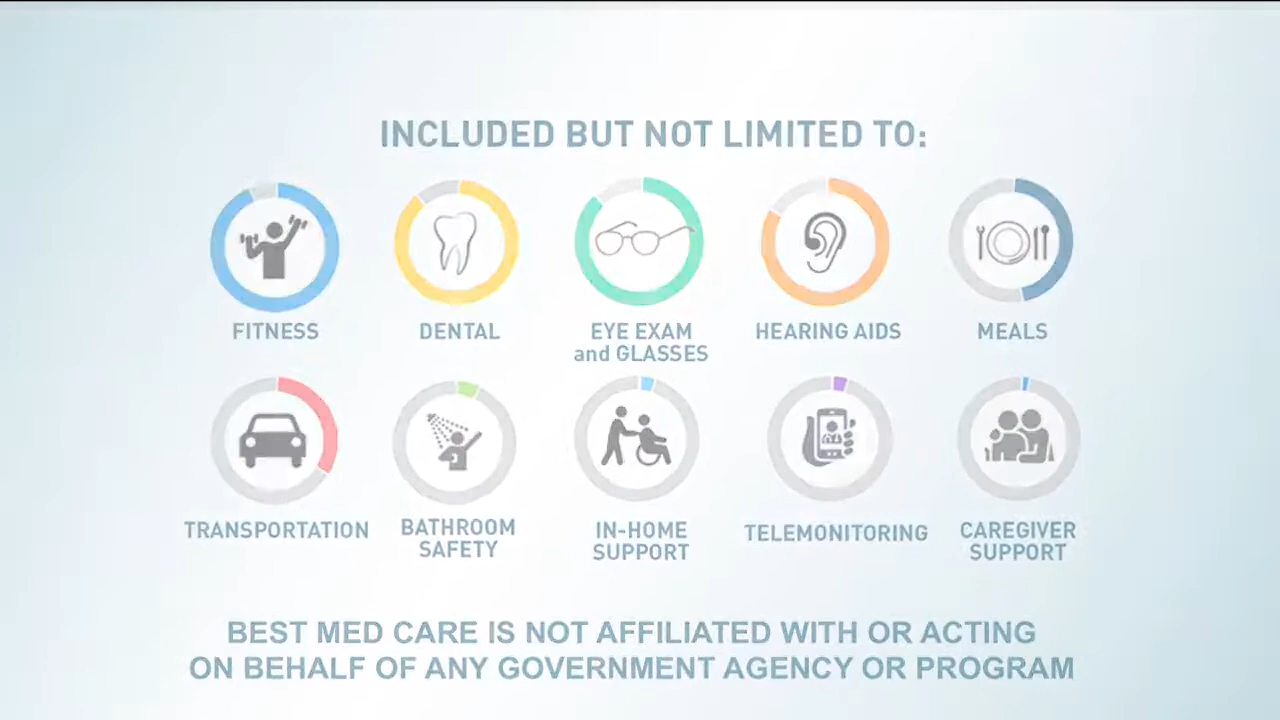 INCLUDED BUT NOT LIMITED TO:
FITNESS
DENTAL
EYE EXAM
and GLASSES
HEARING AIDS
MEALS
TRANSPORTATION
BATHROOM
SAFETY
IN-HOME
SUPPORT
TELEMONITORING
CAREGIVER
SUPPORT
BEST MED CARE IS NOT AFFILIATED WITH OR ACTING
ON BEHALF OF ANY GOVERNMENT AGENCY OR PROGRAM